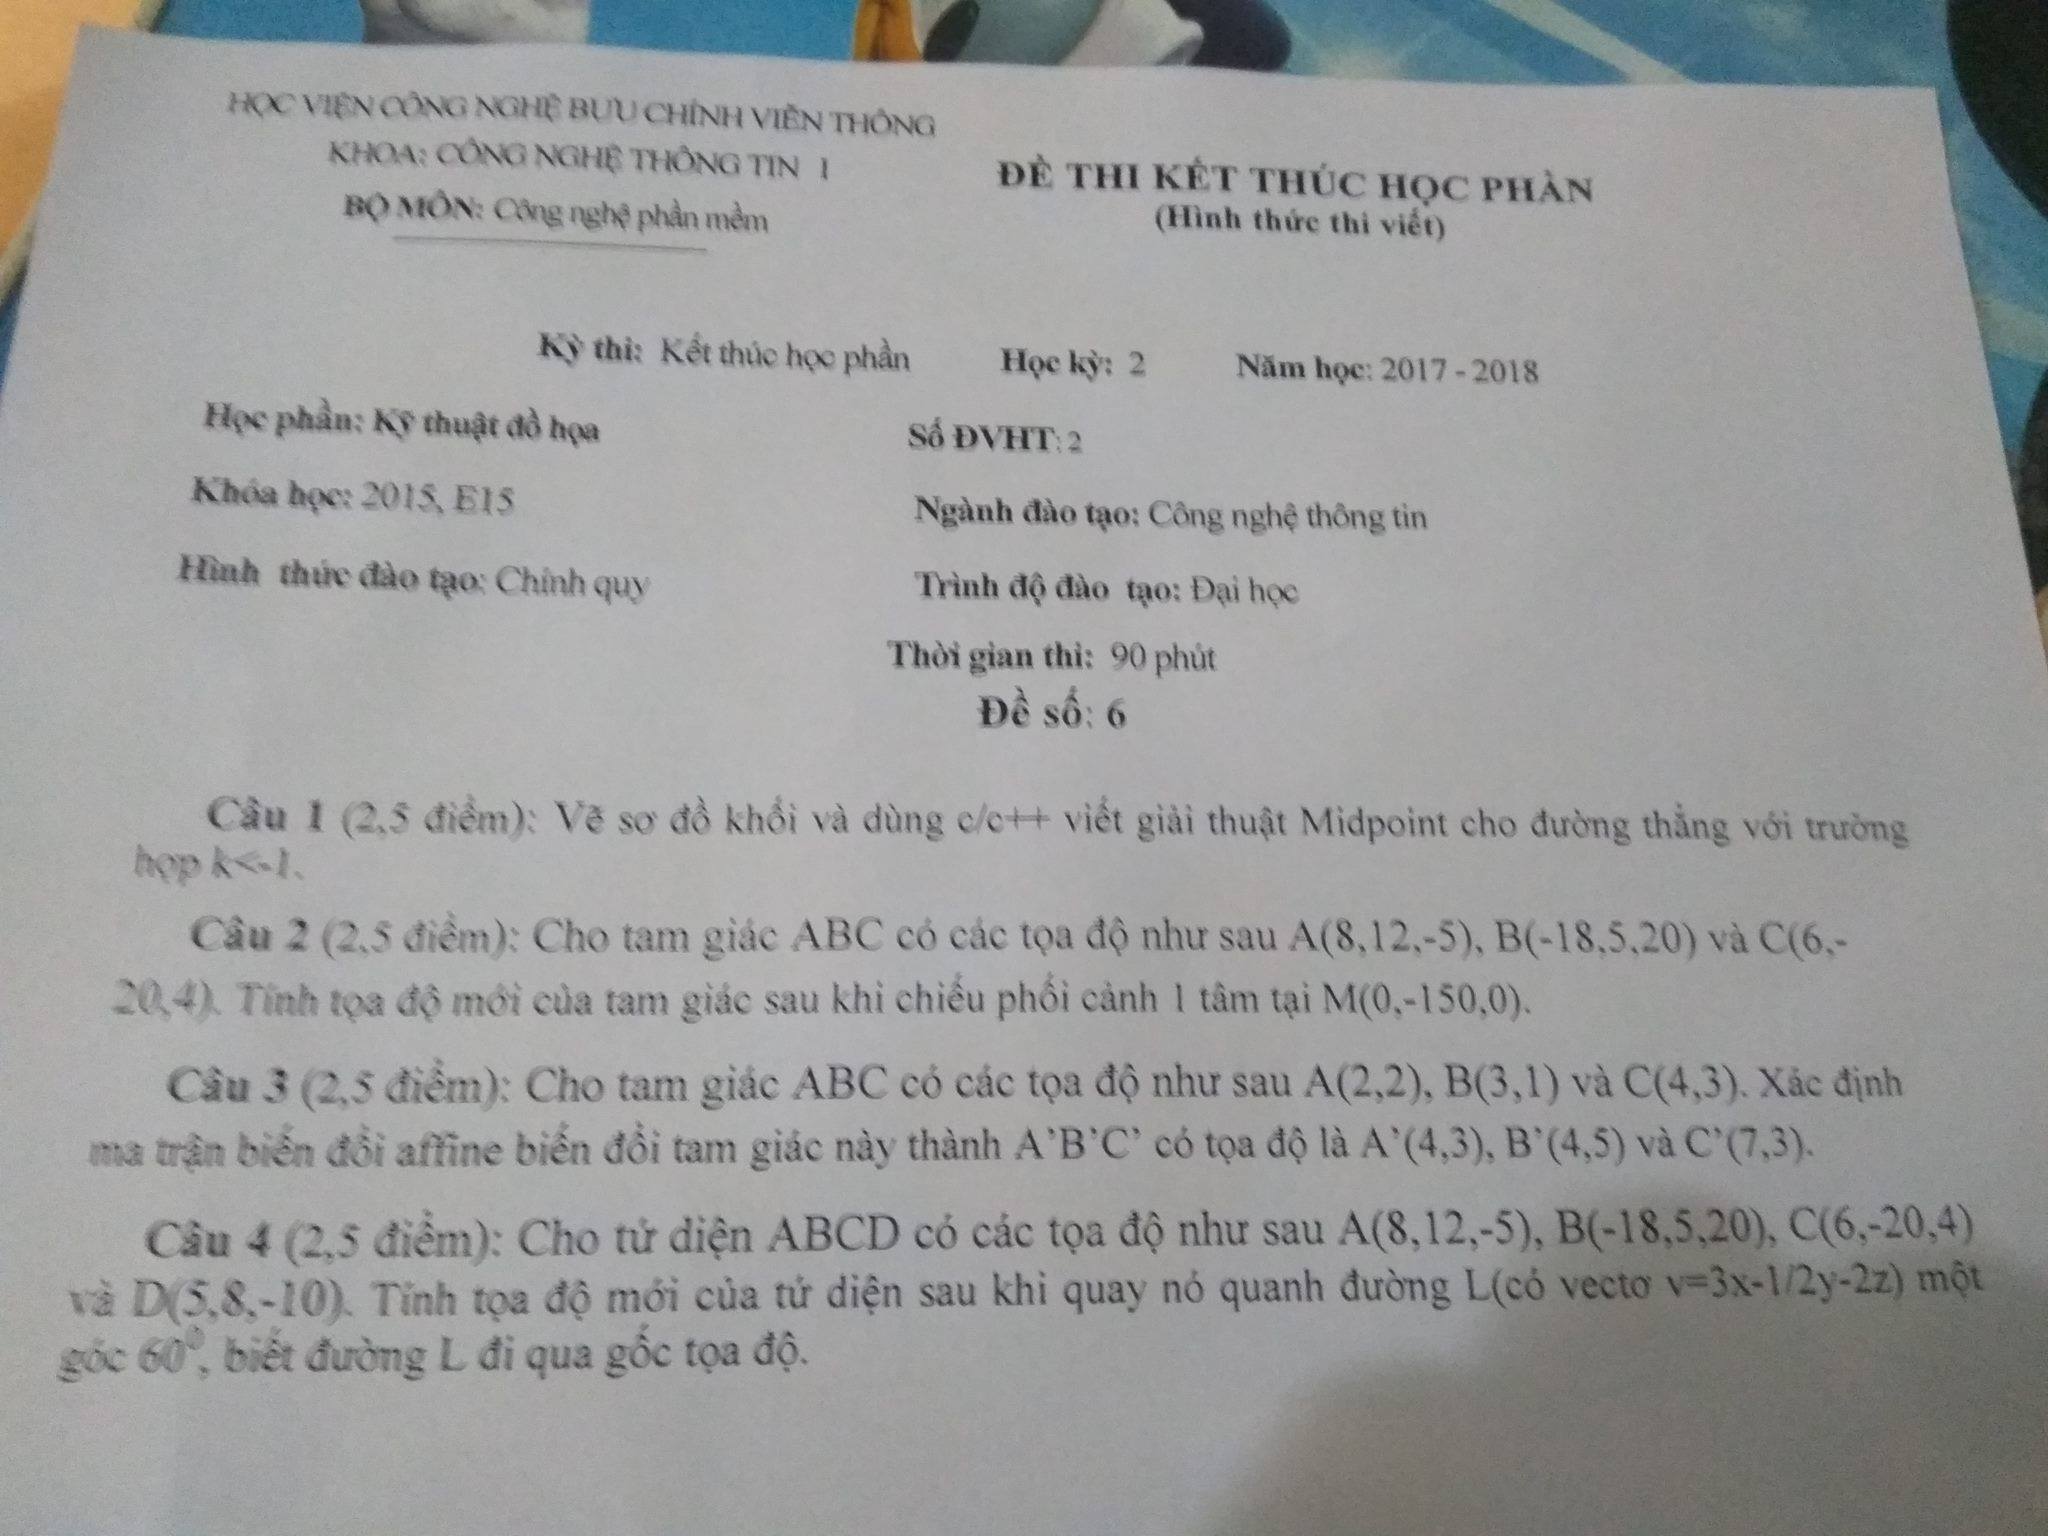 HỌC VIỆN CÔNG NGHỆ BƯU CHÍNH VIỄN THÔNG
KHOA: CÔNG NGHỆ THÔNG TIN 1
BỘ MÔN: Công nghệ phần mềm
ĐỀ THI KẾT THÚC HỌC PHẦN
(Hình thức thi viết)
Kỳ thi: Kết thúc học phần Học kỳ: 2 Năm học: 2017 - 2018
Học phần: Kỹ thuật đồ họa Số ĐVHT: 2
Khóa học: 2015, E15 Ngành đào tạo: Công nghệ thông tin
Hình thức đào tạo: Chính quy Trình độ đào tạo: Đại học
Thời gian thi: 90 phút
Đề số: 6
Câu 1 (2,5 điểm): Vẽ sơ đồ khối và dùng c/c++ viết giải thuật Midpoint cho đường thẳng với trường
hợp k<-1.
Câu 2 (2,5 điểm): Cho tam giác ABC có các tọa độ như sau A(8,12,-5), B(-18,5,20) và C(6,-
20,4). Tính tọa độ mới của tam giác sau khi chiếu phối cảnh 1 tâm tại M(0,-150,0).
Câu 3 (2,5 điểm): Cho tam giác ABC có các tọa độ như sau A(2,2), B(3,1) và C(4,3). Xác định
ma trận biến đổi affine biến đổi tam giác này thành A’B’C’ có tọa độ là A’(4,3), B’(4,5) và C’(7,3).
Câu 4 (2,5 điểm): Cho tứ diện ABCD có các tọa độ như sau A(8,12,-5), B(-18,5,20), C(6,-20,4)
và D(5,8,-10). Tính tọa độ mới của tứ diện sau khi quay nó quanh đường L(có vectơ v=3x-1/2y-2z) một
góc 60⁰, biết đường L đi qua gốc tọa độ.